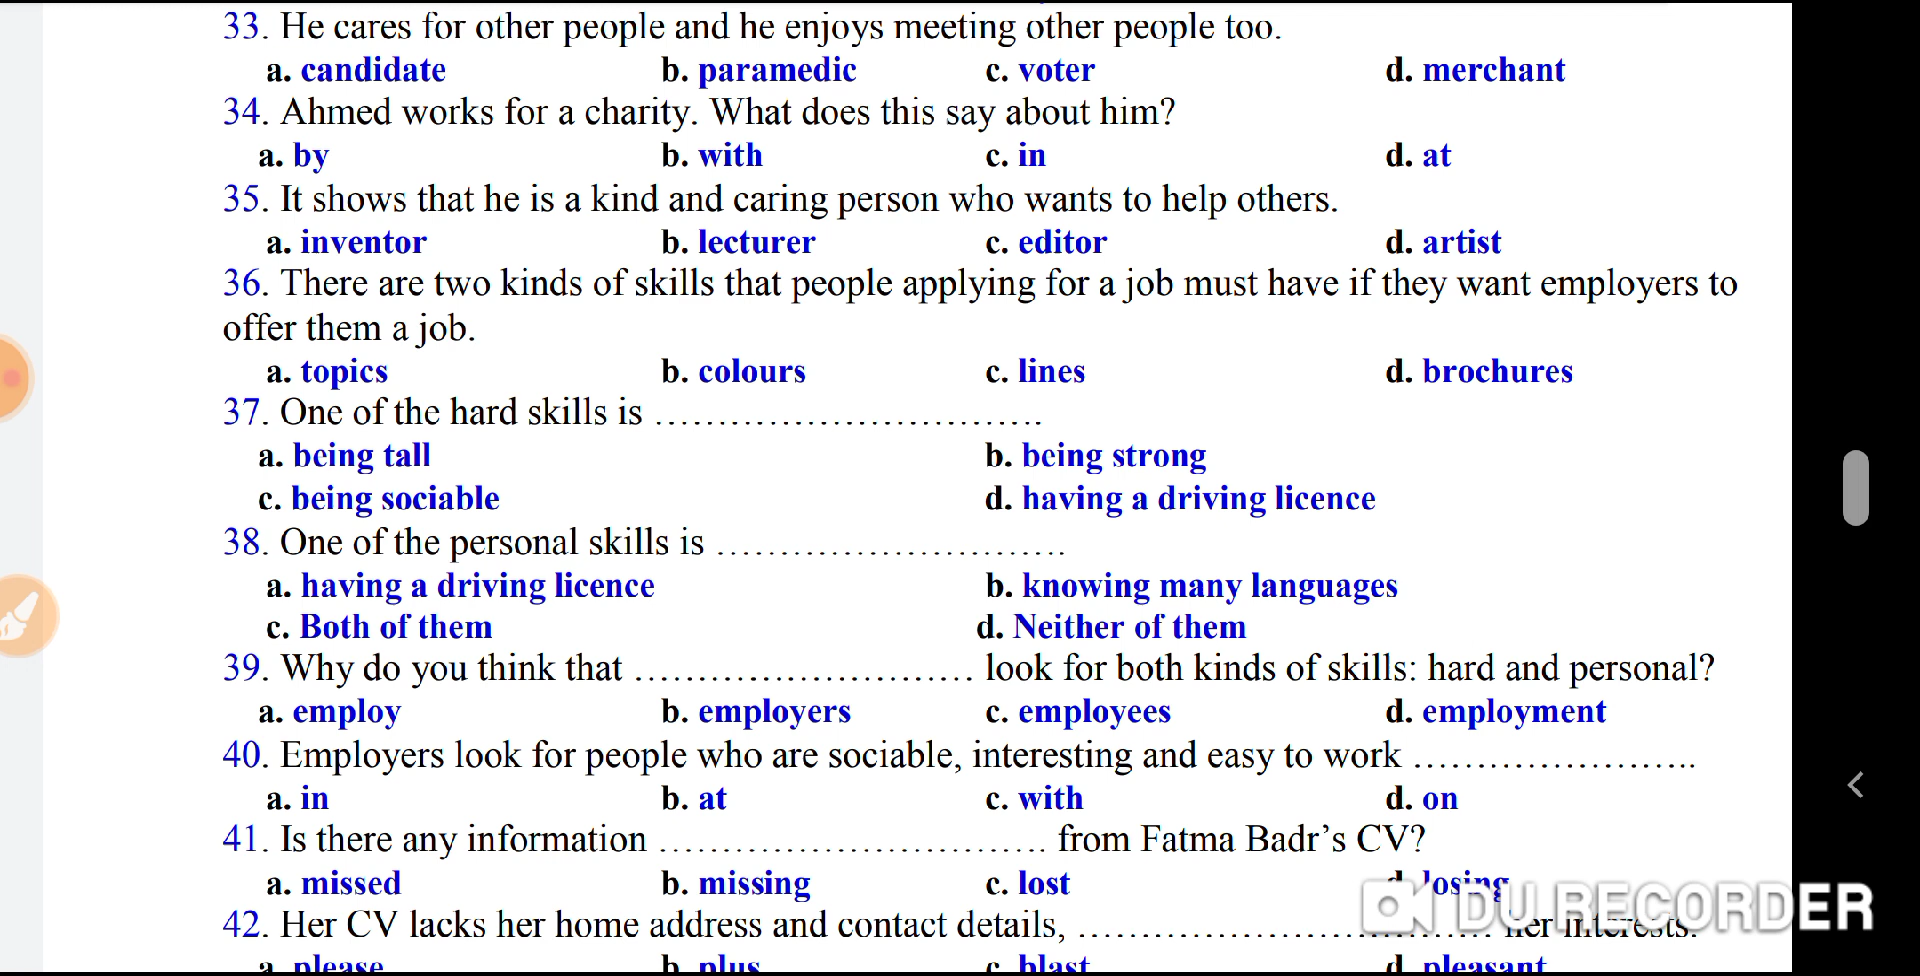 33. He cares for other people and he enjoys meeting other people too.
a. candidate b. paramedic c. voter d. merchant
34. Ahmed works for a charity. What does this say about him?
a. by b. with c. in d. at
35. It shows that he is a kind and caring person who wants to help others.
a. inventor b. lecturer c. editor d. artist
36. There are two kinds of skills that people applying for a job must have if they want employers to
offer them a job.
a. topics b. colours c. lines d. brochures
37. One of the hard skills is ……………………………….
a. being tall b. being strong
c. being sociable d. having a driving licence
38. One of the personal skills is …………………………….
a. having a driving licence b. knowing many languages
c. Both of them d. Neither of them
39. Why do you think that ………………………….. look for both kinds of skills: hard and personal?
a. employ b. employers c. employees d. employment
40. Employers look for people who are sociable, interesting and easy to work ……………………..
a. in b. at c. with d. on
41. Is there any information ………………………………. from Fatma Badr’s CV?
a. missed b. missing c. lost d. losing
DU RECORDER
42. Her CV lacks her home address and contact details, ………………………………… her interests.
a. please b. plus c. blast d. pleasant